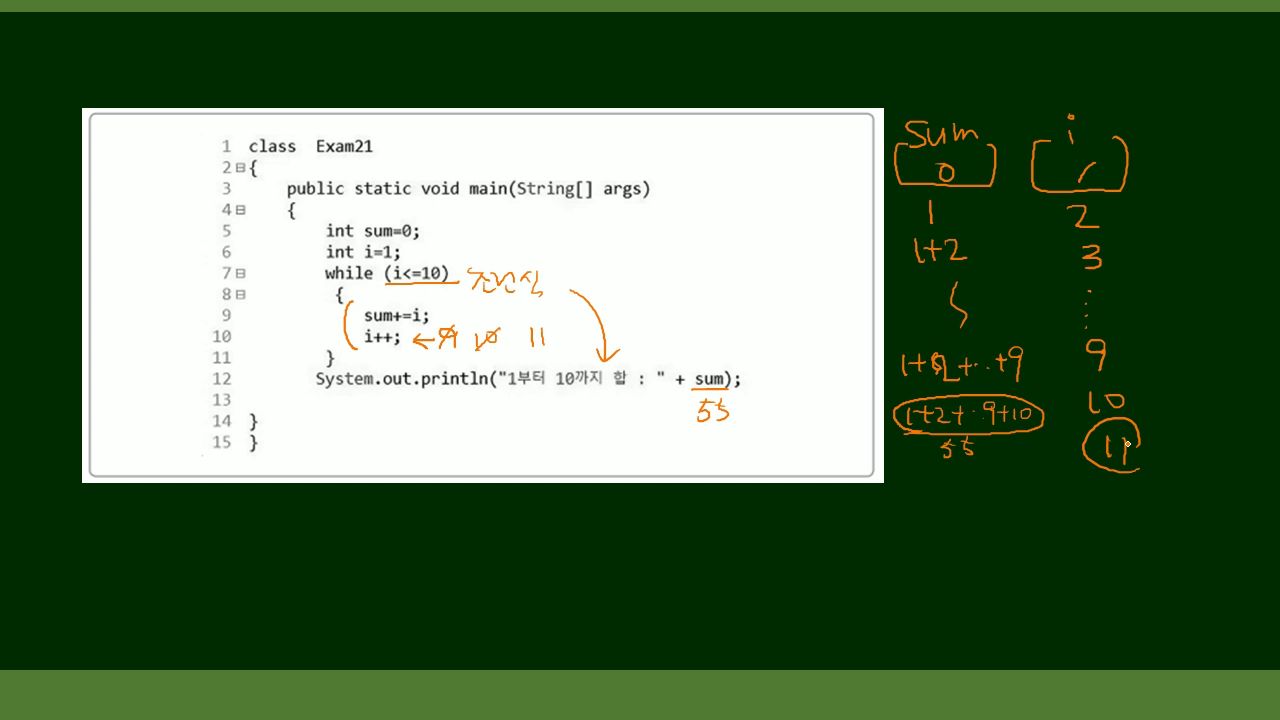 1 class Exam21
2 {
3 public static void main(String[] args)
4 {
5 int sum=0;
6 int i=1;
7 while (i<=10) 조건식
8 {
9 sum+=i;
10 i++; ← 9 10 11
11 }
12 System.out.println("1부터 10까지 합 : " + sum);
55
13
14 }
15 }
sum i
0 1
1 2
1+2 3
⋮
1+2+..+9 9
1+2+..9+10 10
55 11